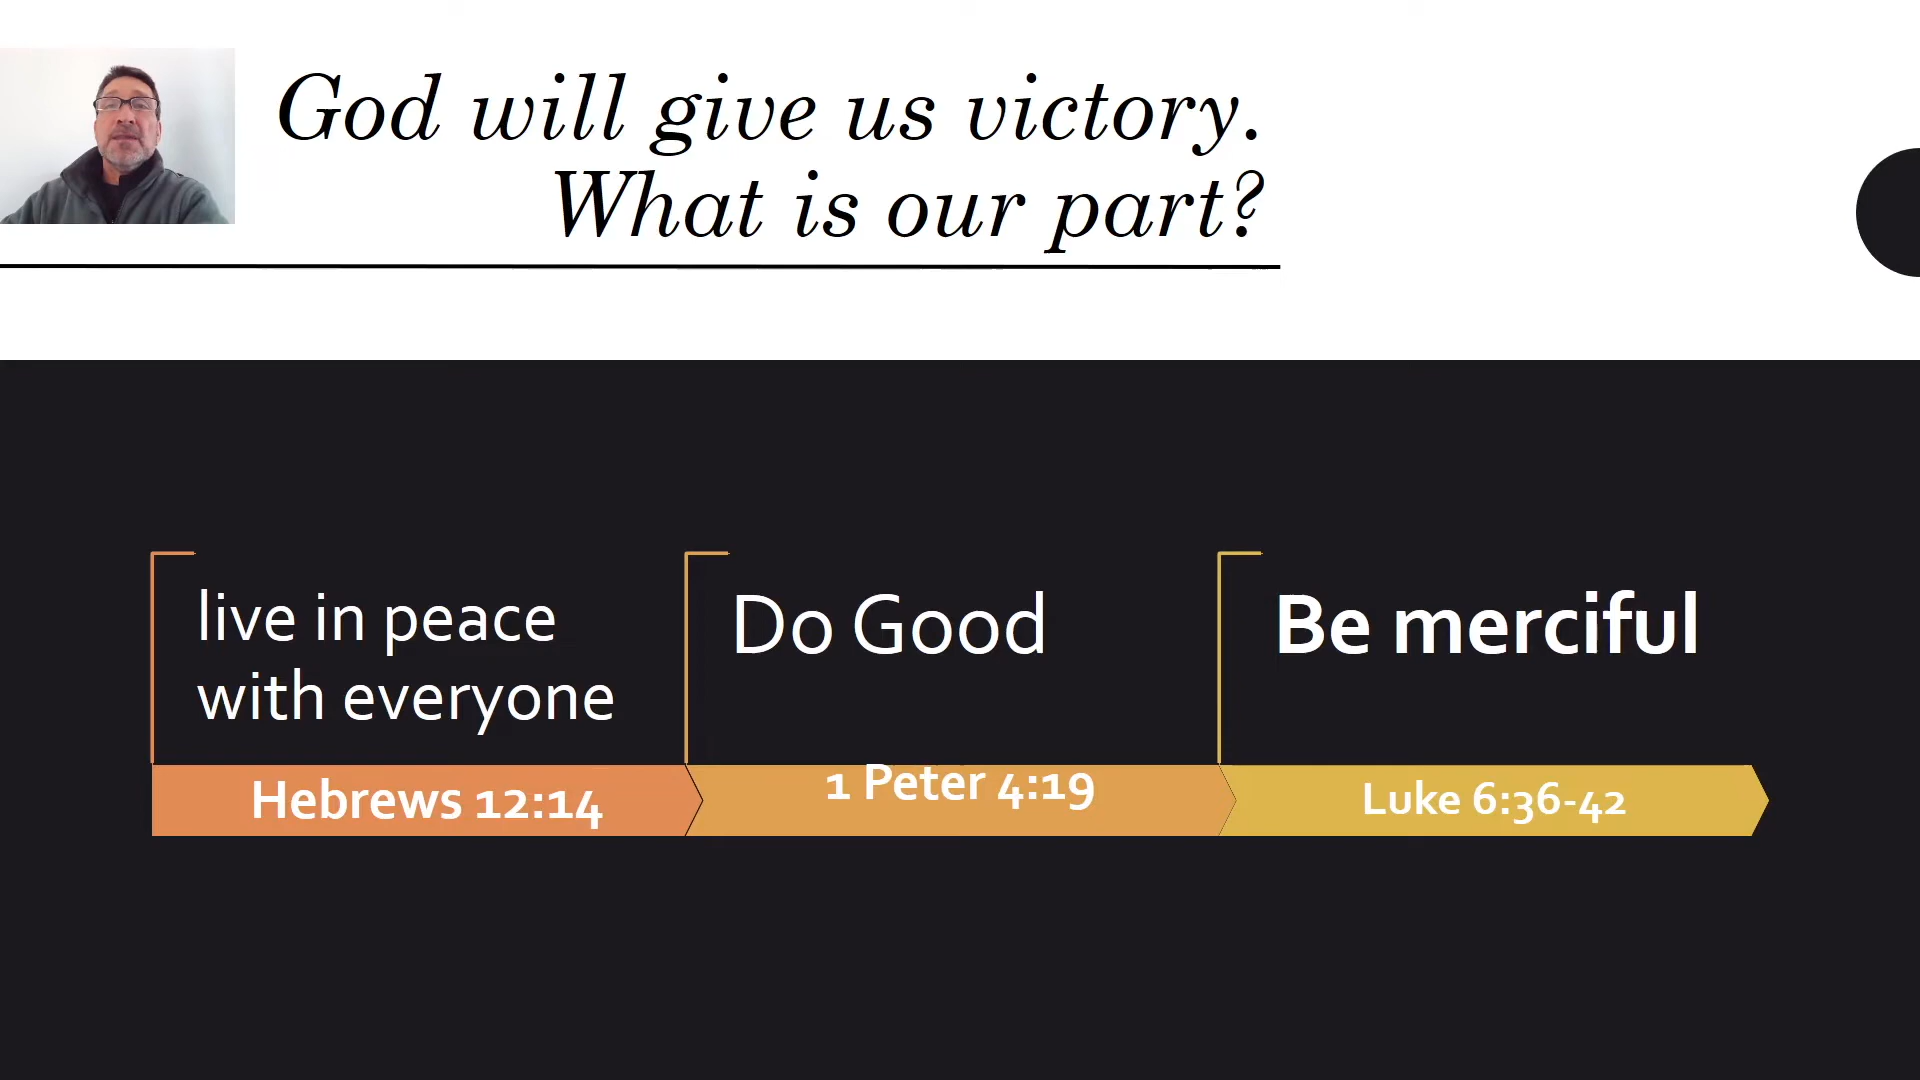 God will give us victory.
What is our part?
live in peace
with everyone
Do Good
Be merciful
Hebrews 12:14
1 Peter 4:19
Luke 6:36-42